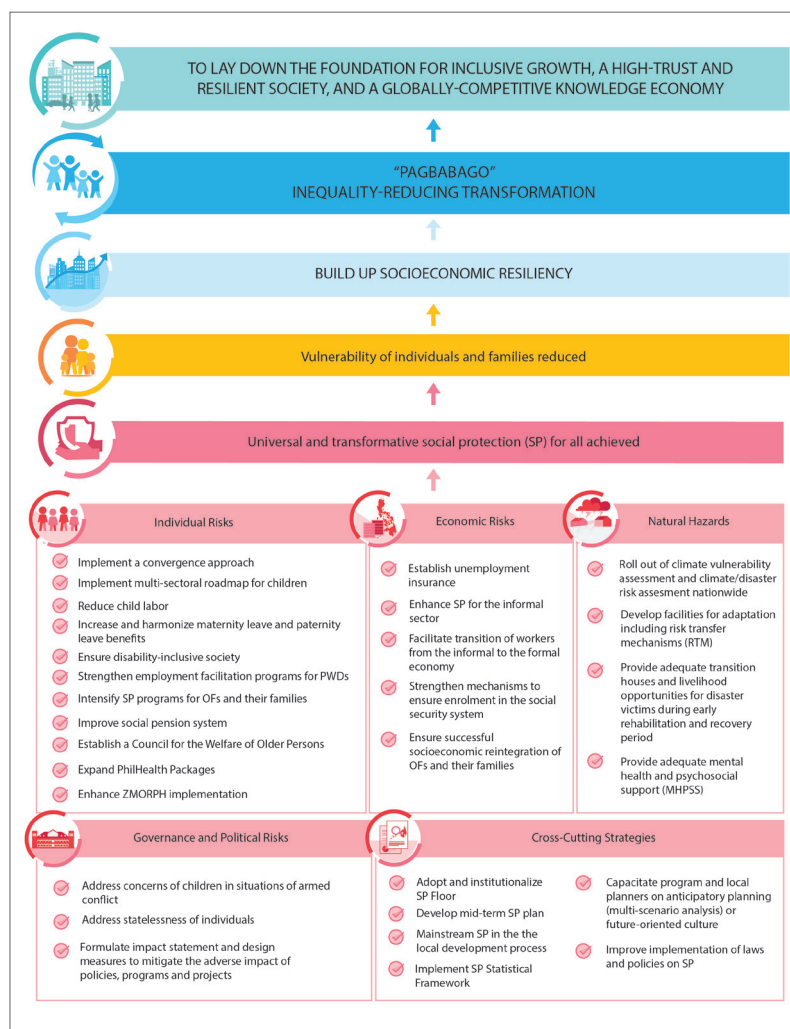 TO LAY DOWN THE FOUNDATION FOR INCLUSIVE GROWTH, A HIGH-TRUST AND
RESILIENT SOCIETY, AND A GLOBALLY-COMPETITIVE KNOWLEDGE ECONOMY
“PAGBABAGO”
INEQUALITY-REDUCING TRANSFORMATION
BUILD UP SOCIOECONOMIC RESILIENCY
Vulnerability of individuals and families reduced
Universal and transformative social protection (SP) for all achieved
Individual Risks
Implement a convergence approach
Implement multi-sectoral roadmap for children
Reduce child labor
Increase and harmonize maternity leave and paternity
leave benefits
Ensure disability-inclusive society
Strengthen employment facilitation programs for PWDs
Intensify SP programs for OFs and their families
Improve social pension system
Establish a Council for the Welfare of Older Persons
Expand PhilHealth Packages
Enhance ZMORPH implementation
Economic Risks
Establish unemployment
insurance
Enhance SP for the informal
sector
Facilitate transition of workers
from the informal to the formal
economy
Strengthen mechanisms to
ensure enrolment in the social
security system
Ensure successful
socioeconomic reintegration of
OFs and their families
Natural Hazards
Roll out of climate vulnerability
assessment and climate/disaster
risk assesment nationwide
Develop facilities for adaptation
including risk transfer
mechanisms (RTM)
Provide adequate transition
houses and livelihood
opportunities for disaster
victims during early
rehabilitation and recovery
period
Provide adequate mental
health and psychosocial
support (MHPSS)
Governance and Political Risks
Address concerns of children in situations of armed
conflict
Address statelessness of individuals
Formulate impact statement and design
measures to mitigate the adverse impact of
policies, programs and projects
Cross-Cutting Strategies
Adopt and institutionalize
SP Floor
Develop mid-term SP plan
Mainstream SP in the the
local development process
Implement SP Statistical
Framework
Capacitate program and local
planners on anticipatory planning
(multi-scenario analysis) or
future-oriented culture
Improve implementation of laws
and policies on SP